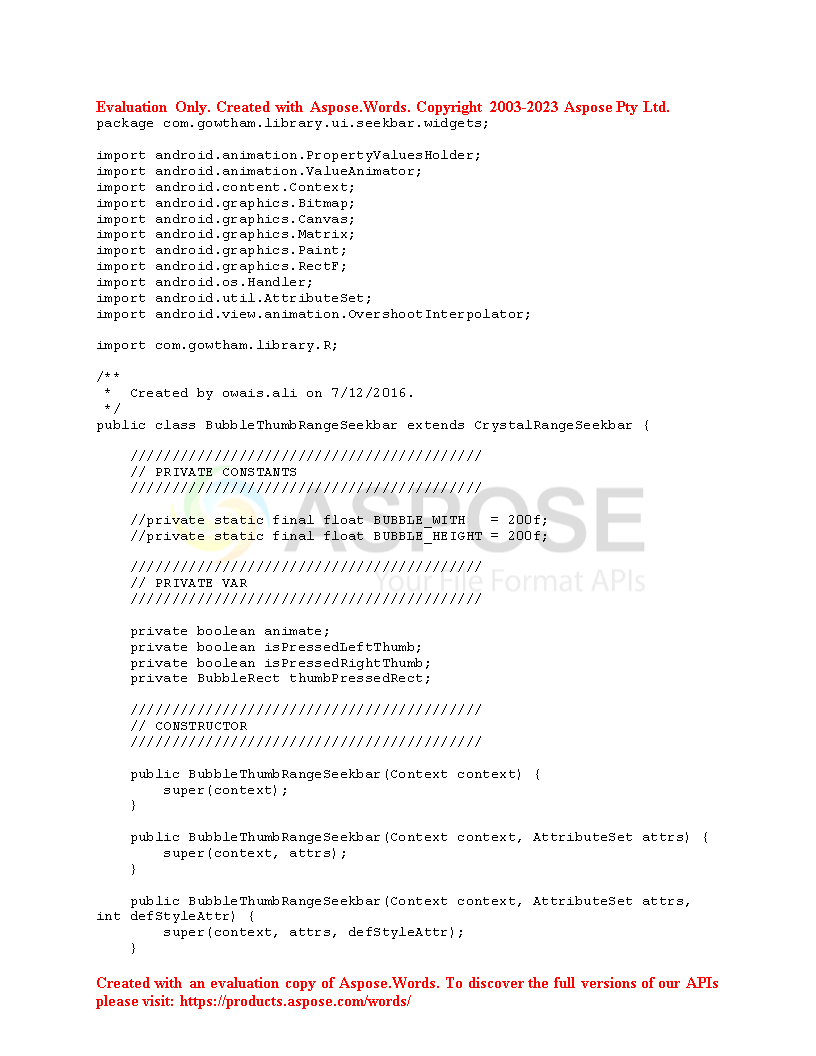 Evaluation Only. Created with Aspose.Words. Copyright 2003-2023 Aspose Pty Ltd.
package com.gowtham.library.ui.seekbar.widgets;

import android.animation.PropertyValuesHolder;
import android.animation.ValueAnimator;
import android.content.Context;
import android.graphics.Bitmap;
import android.graphics.Canvas;
import android.graphics.Matrix;
import android.graphics.Paint;
import android.graphics.RectF;
import android.os.Handler;
import android.util.AttributeSet;
import android.view.animation.OvershootInterpolator;

import com.gowtham.library.R;

/**
 *  Created by owais.ali on 7/12/2016.
 */
public class BubbleThumbRangeSeekbar extends CrystalRangeSeekbar {

    //////////////////////////////////////////
    // PRIVATE CONSTANTS
    //////////////////////////////////////////

    //private static final float BUBBLE_WITH   = 200f;
    //private static final float BUBBLE_HEIGHT = 200f;
ASPOSE
Your File Format APIs

    //////////////////////////////////////////
    // PRIVATE VAR
    //////////////////////////////////////////

    private boolean animate;
    private boolean isPressedLeftThumb;
    private boolean isPressedRightThumb;
    private BubbleRect thumbPressedRect;

    //////////////////////////////////////////
    // CONSTRUCTOR
    //////////////////////////////////////////

    public BubbleThumbRangeSeekbar(Context context) {
        super(context);
    }

    public BubbleThumbRangeSeekbar(Context context, AttributeSet attrs) {
        super(context, attrs);
    }

    public BubbleThumbRangeSeekbar(Context context, AttributeSet attrs,
int defStyleAttr) {
        super(context, attrs, defStyleAttr);
    }

Created with an evaluation copy of Aspose.Words. To discover the full versions of our APIs
please visit: https://products.aspose.com/words/